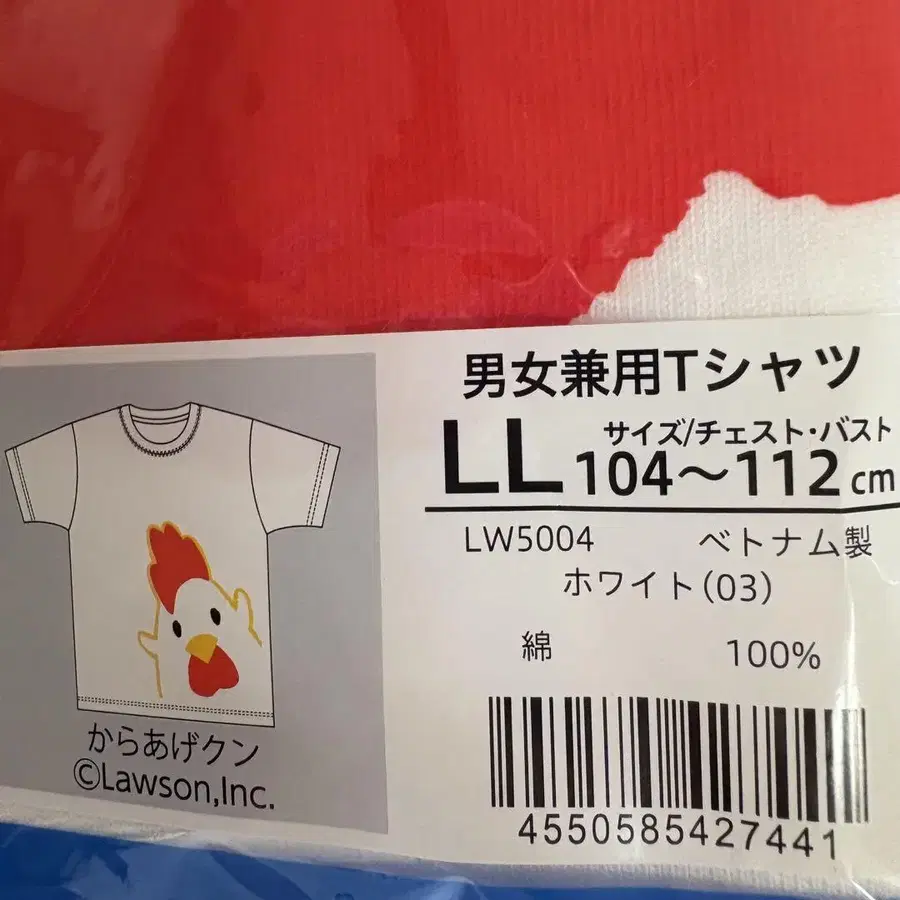 男女兼用Tシャツ
LL サイズ/チェスト・バスト
104〜112cm
LW5004 ベトナム製
ホワイト(03)
綿 100%
4550585427441
からあげクン
©Lawson,Inc.